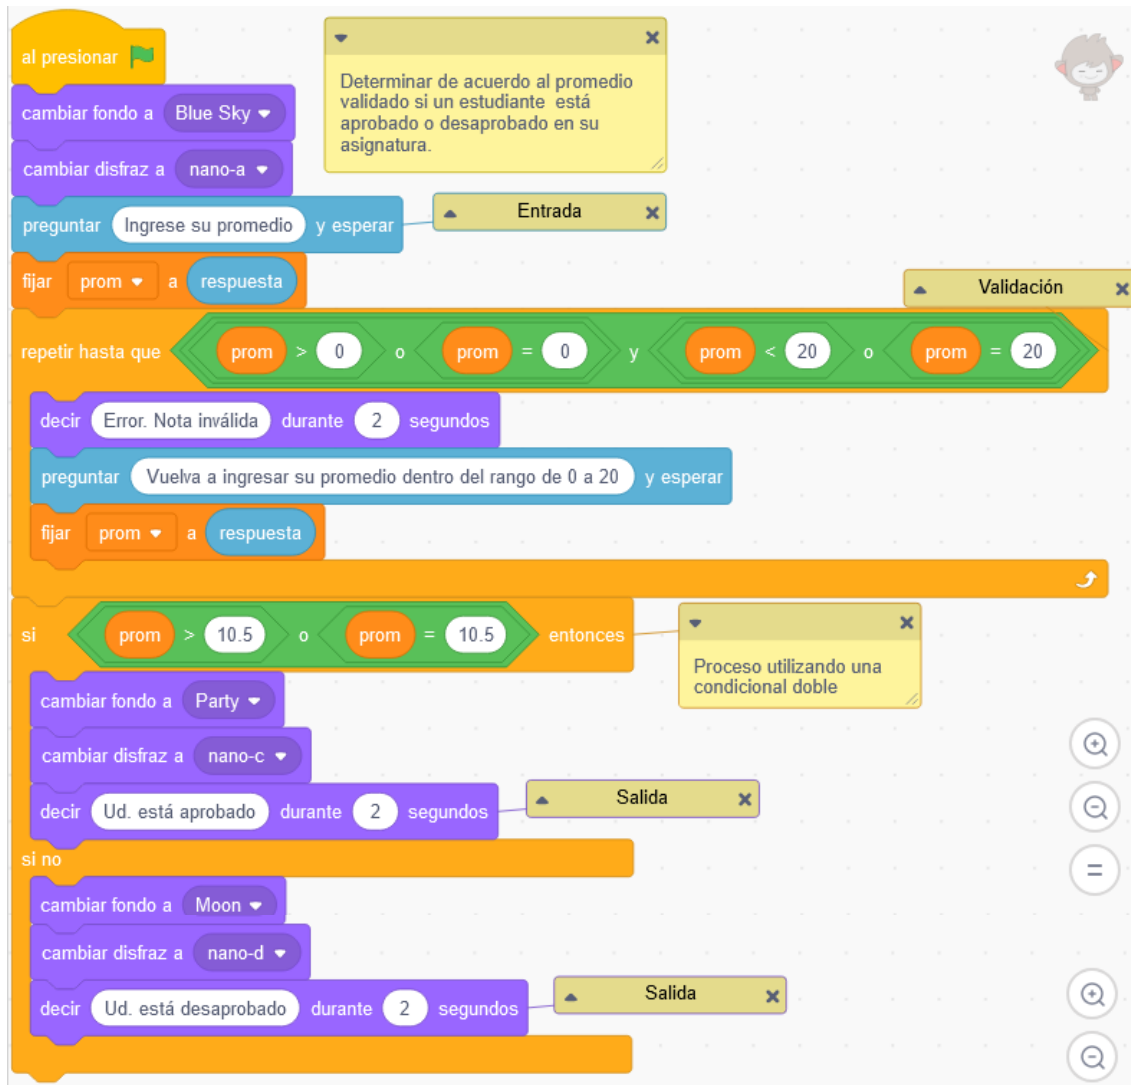 al presionar
Determinar de acuerdo al promedio
validado si un estudiante está
aprobado o desaprobado en su
asignatura.
cambiar fondo a Blue Sky
cambiar disfraz a nano-a
preguntar Ingrese su promedio y esperar
Entrada
fijar prom a respuesta
Validación
repetir hasta que prom > 0 o prom = 0 y prom < 20 o prom = 20
decir Error. Nota inválida durante 2 segundos
preguntar Vuelva a ingresar su promedio dentro del rango de 0 a 20 y esperar
fijar prom a respuesta
si prom > 10.5 o prom = 10.5 entonces
Proceso utilizando una
condicional doble
cambiar fondo a Party
cambiar disfraz a nano-c
decir Ud. está aprobado durante 2 segundos
Salida
si no
cambiar fondo a Moon
cambiar disfraz a nano-d
decir Ud. está desaprobado durante 2 segundos
Salida